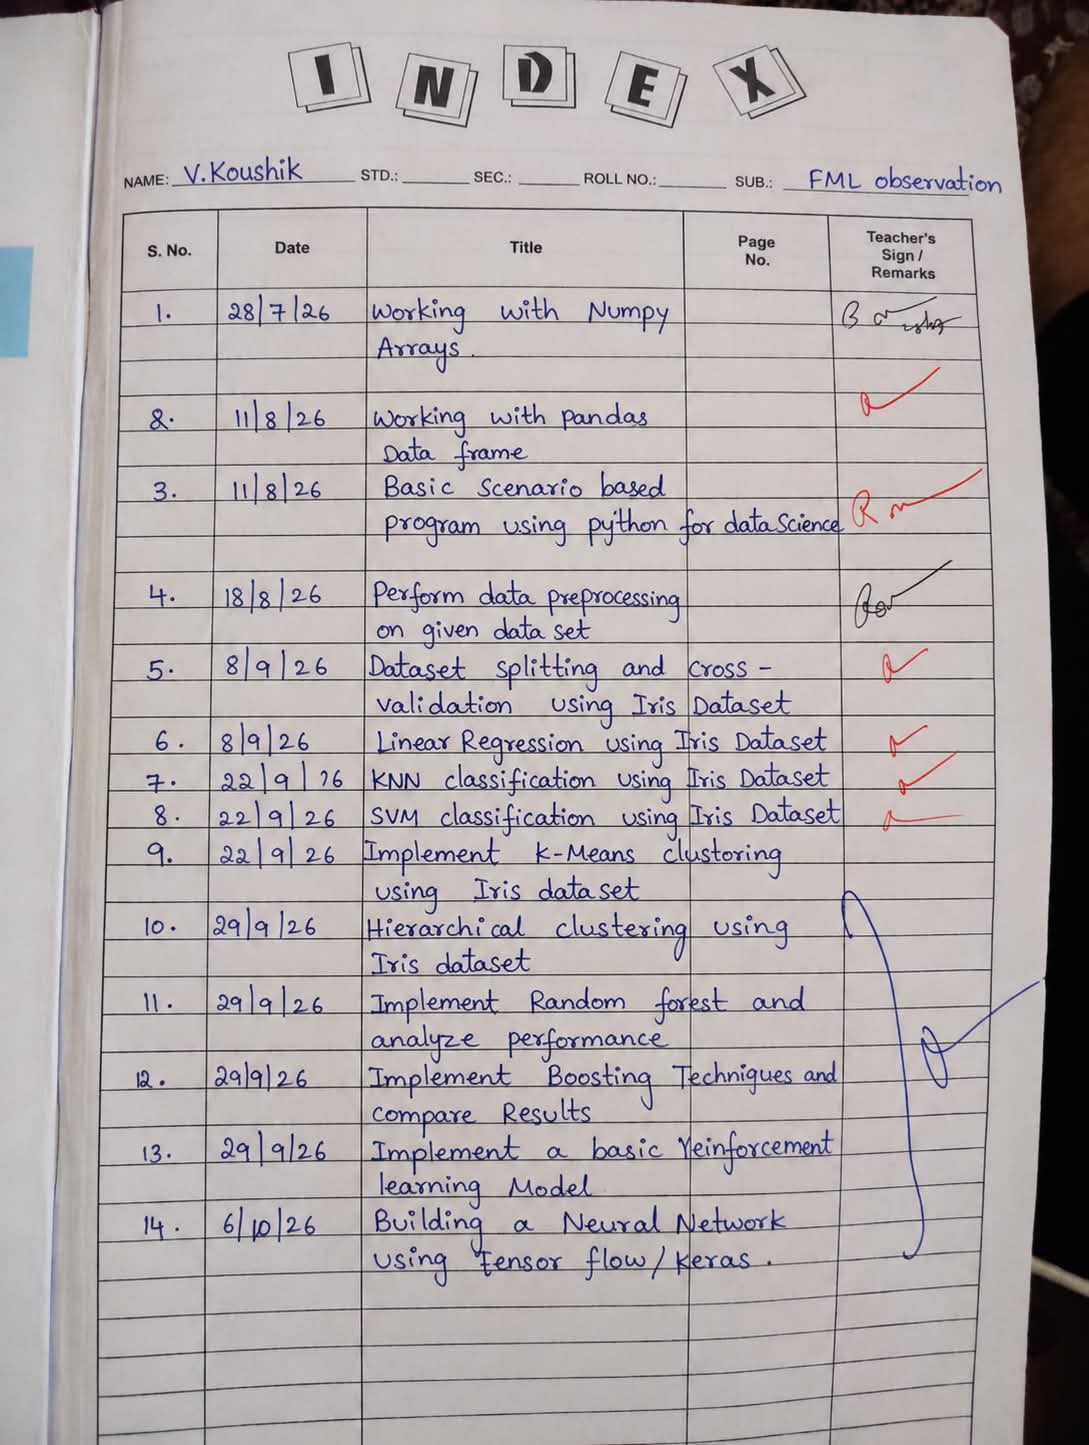 INDEX
NAME: V.Koushik STD.: SEC.: ROLL NO.: SUB.: FML observation
S. No. Date Title Page No. Teacher's Sign / Remarks
1. 28/7/26 Working with Numpy
Arrays.
2. 11/8/26 Working with pandas
Data frame
3. 11/8/26 Basic Scenario based
program using python for data Science
4. 18/8/26 Perform data preprocessing
on given data set
5. 8/9/26 Dataset splitting and cross-
validation using Iris Dataset
6. 8/9/26 Linear Regression using Iris Dataset
7. 22/9/26 KNN classification using Iris Dataset
8. 22/9/26 SVM classification using Iris Dataset
9. 22/9/26 Implement K-Means clustoring
using Iris dataset
10. 29/9/26 Hierarchical clustering using
Iris dataset
11. 29/9/26 Implement Random forest and
analyze performance
12. 29/9/26 Implement Boosting Techniques and
compare Results
13. 29/9/26 Implement a basic reinforcement
learning Model
14. 6/10/26 Building a Neural Network
using Tensor flow/Keras.